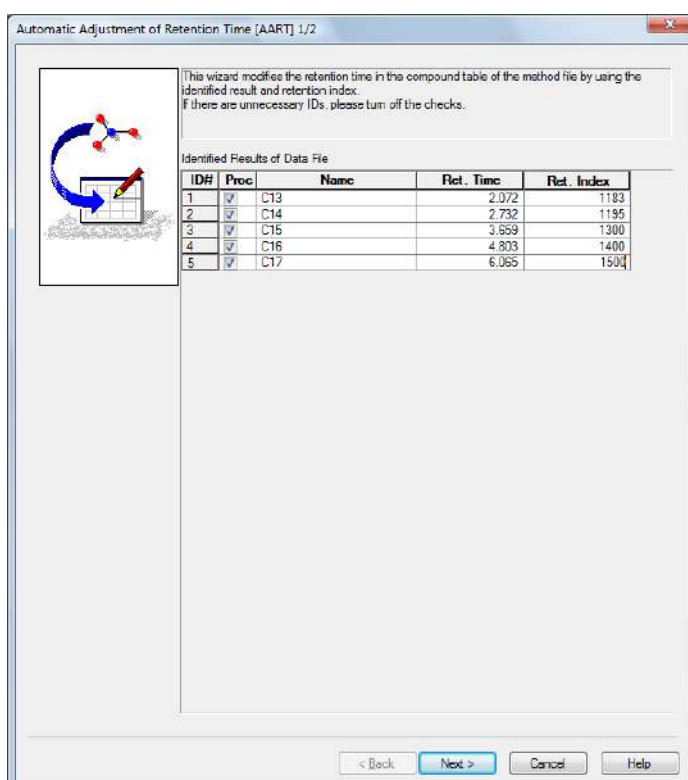 Automatic Adjustment of Retention Time [AART] 1/2
This wizard modifies the retention time in the compound table of the method file by using the
identified result and retention index.
If there are unnecessary IDs, please turn off the checks.
Identified Results of Data File
ID# Proc Name Ret. Time Ret. Index
1 C13 2.072 1183
2 C14 2.732 1195
3 C15 3.659 1300
4 C16 4.803 1400
5 C17 6.065 1500
< Back Next > Cancel Help